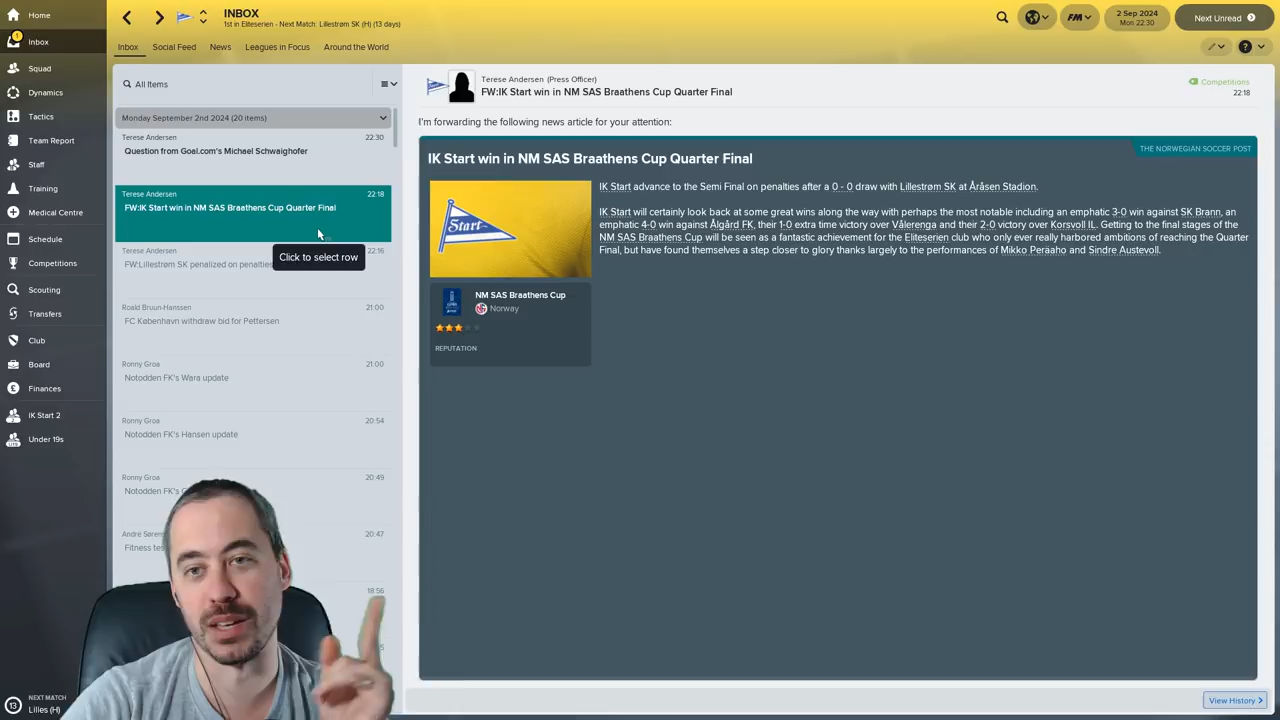 Home
INBOX
1st in Eliteserien - Next Match: Lillestrøm SK (H) (13 days)
FM
2 Sep 2024
Mon 22:30
Next Unread
1
Inbox
Inbox
Social Feed
News
Leagues in Focus
Around the World
?
Squad
Dynamics
Tactics
Team Report
Staff
Training
Medical Centre
Schedule
Competitions
Scouting
Transfers
Club
Board
Finances
IK Start 2
Under 19s
13
NEXT MATCH
Lilles (H)
All Items
Monday September 2nd 2024 (20 items)
Terese Andersen 22:30
Question from Goal.com's Michael Schwaighofer
Terese Andersen 22:18
FW:IK Start win in NM SAS Braathens Cup Quarter Final
Click to select row
Terese Andersen 22:16
FW:Lillestrøm SK penalized on penalties
Roald Bruun-Hanssen 21:00
FC København withdraw bid for Pettersen
Ronny Groa 21:00
Notodden FK's Wara update
Ronny Groa 20:54
Notodden FK's Hansen update
Ronny Groa 20:49
Notodden FK's
20:47
Fitness
18:56
Terese Andersen (Press Officer)
FW:IK Start win in NM SAS Braathens Cup Quarter Final
Competitions
22:18
I'm forwarding the following news article for your attention:
THE NORWEGIAN SOCCER POST
IK Start win in NM SAS Braathens Cup Quarter Final
Start
IK Start advance to the Semi Final on penalties after a 0 - 0 draw with Lillestrøm SK at Åråsen Stadion.
IK Start will certainly look back at some great wins along the way with perhaps the most notable including an emphatic 3-0 win against SK Brann, an
emphatic 4-0 win against Ålgård FK, their 1-0 extra time victory over Vålerenga and their 2-0 victory over Korsvoll IL. Getting to the final stages of the
NM SAS Braathens Cup will be seen as a fantastic achievement for the Eliteserien club who only ever really harbored ambitions of reaching the Quarter
Final, but have found themselves a step closer to glory thanks largely to the performances of Mikko Peräaho and Sindre Austevoll.
NM SAS Braathens Cup
Norway
REPUTATION
View History